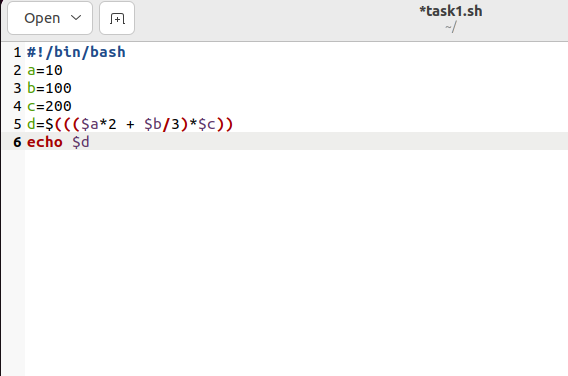 Open
*task1.sh
~/
1 #!/bin/bash
2 a=10
3 b=100
4 c=200
5 d=$((($a*2 + $b/3)*$c))
6 echo $d